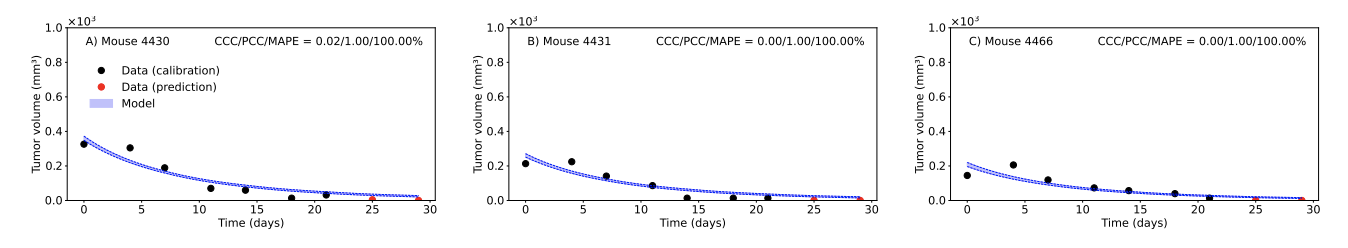 ×10³
A) Mouse 4430 CCC/PCC/MAPE = 0.02/1.00/100.00%
Data (calibration)
Data (prediction)
Model
Tumor volume (mm³)
1.0
0.8
0.6
0.4
0.2
0.0
0 5 10 15 20 25 30
Time (days)
×10³
B) Mouse 4431 CCC/PCC/MAPE = 0.00/1.00/100.00%
Tumor volume (mm³)
1.0
0.8
0.6
0.4
0.2
0.0
0 5 10 15 20 25 30
Time (days)
×10³
C) Mouse 4466 CCC/PCC/MAPE = 0.00/1.00/100.00%
Tumor volume (mm³)
1.0
0.8
0.6
0.4
0.2
0.0
0 5 10 15 20 25 30
Time (days)